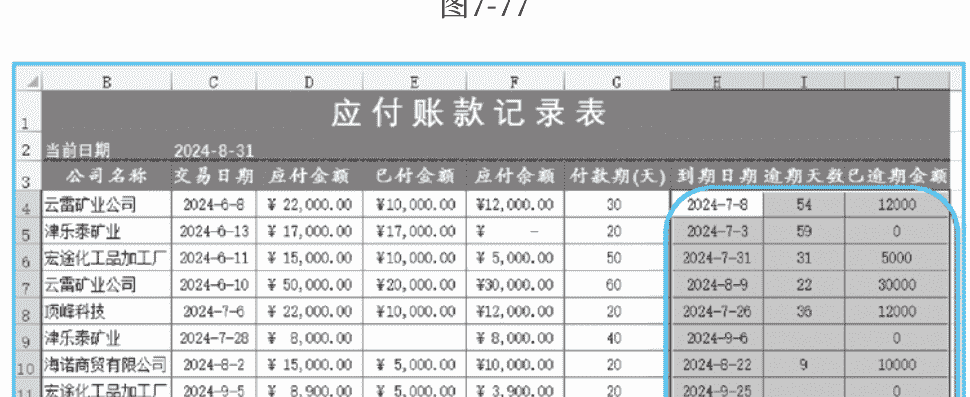 图7-77
B C D E F G H I J
1 应付账款记录表
2 当前日期 2024-8-31
3 公司名称 交易日期 应付金额 已付金额 应付余额 付款期(天) 到期日期 逾期天数 已逾期金额
4 云雷矿业公司 2024-6-8 ¥ 22,000.00 ¥10,000.00 ¥12,000.00 30 2024-7-8 54 12000
5 津乐泰矿业 2024-6-13 ¥ 17,000.00 ¥17,000.00 ¥ - 20 2024-7-3 59 0
6 宏途化工品加工厂 2024-6-11 ¥ 15,000.00 ¥10,000.00 ¥ 5,000.00 50 2024-7-31 31 5000
7 云雷矿业公司 2024-6-10 ¥ 50,000.00 ¥20,000.00 ¥30,000.00 60 2024-8-9 22 30000
8 顶峰科技 2024-7-6 ¥ 22,000.00 ¥10,000.00 ¥12,000.00 20 2024-7-26 36 12000
9 津乐泰矿业 2024-7-28 ¥ 8,000.00 ¥ 8,000.00 40 2024-9-6 0
10 海诺商贸有限公司 2024-8-2 ¥ 15,000.00 ¥ 5,000.00 ¥10,000.00 20 2024-8-22 9 10000
11 宏途化工品加工厂 2024-9-5 ¥ 8,900.00 ¥ 5,000.00 ¥ 3,900.00 20 2024-9-25 0